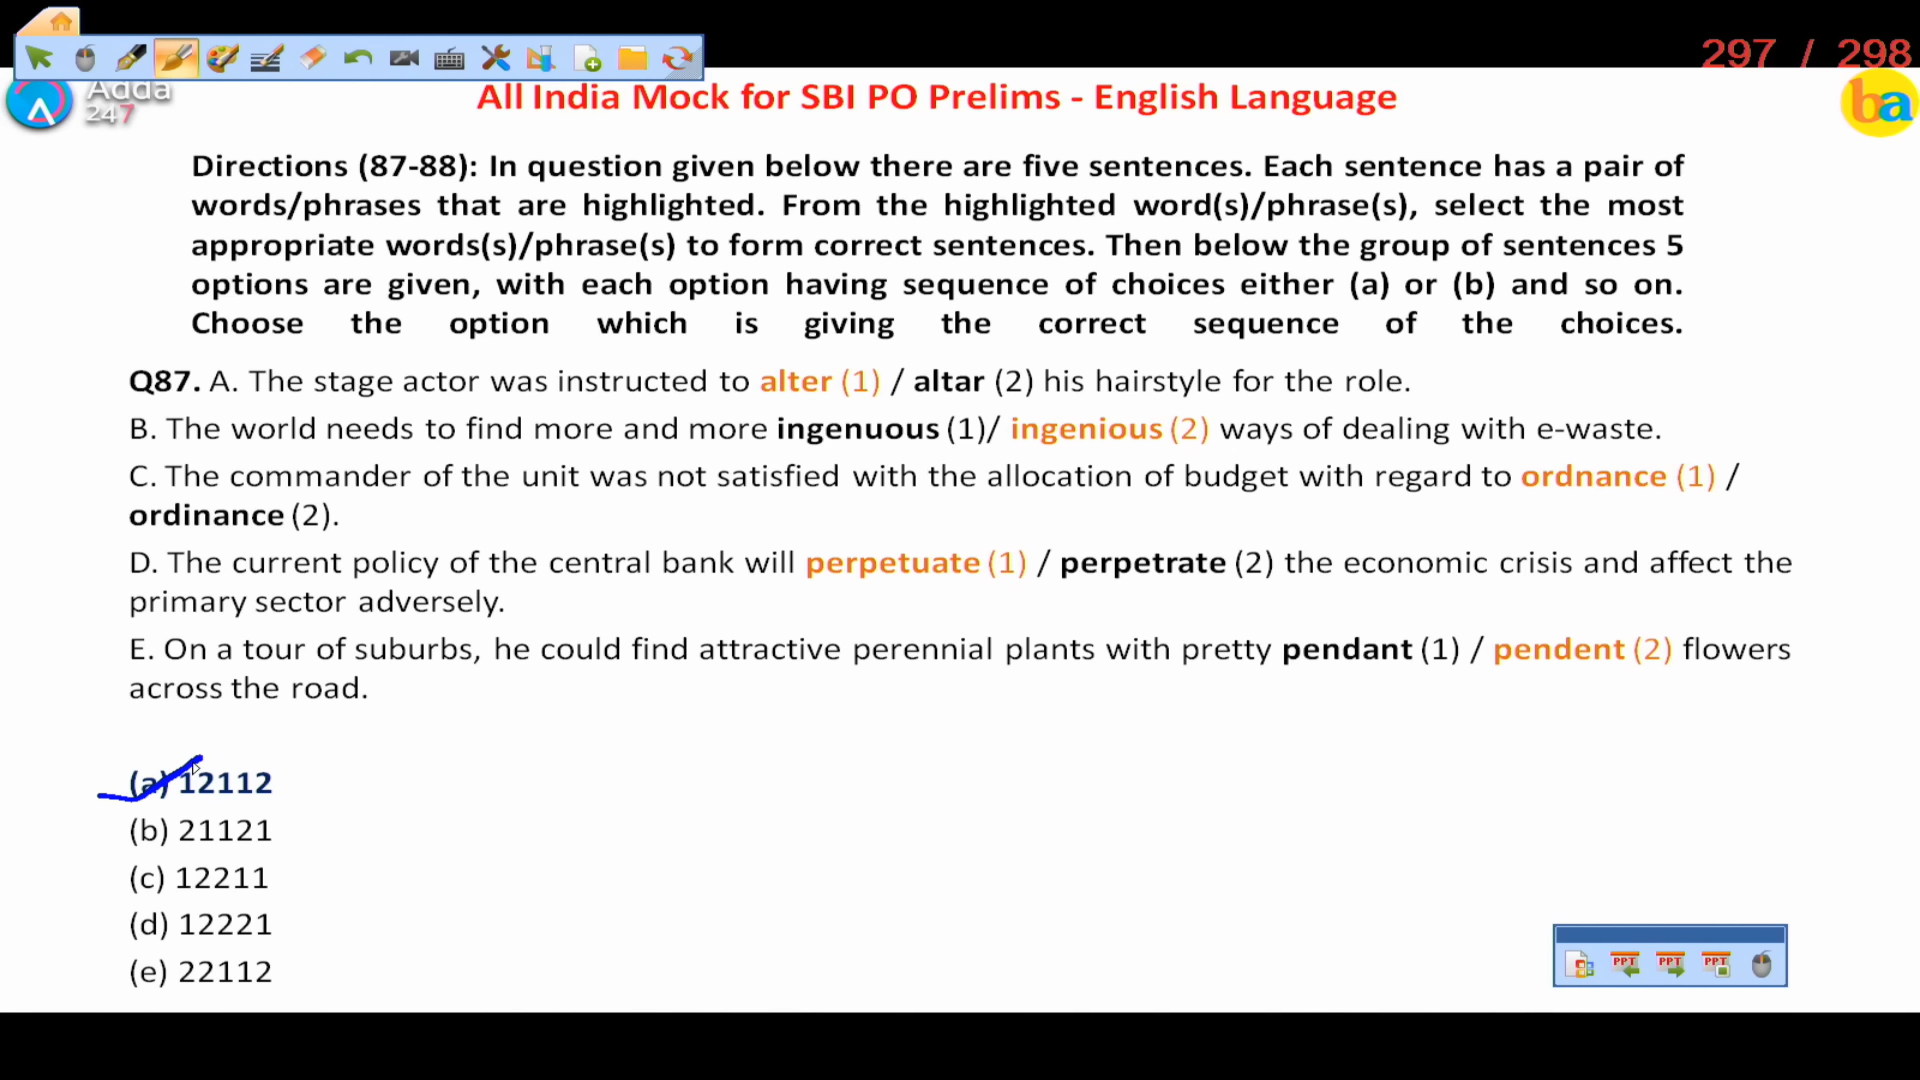 297 / 298
Adda
247
All India Mock for SBI PO Prelims - English Language
ba
Directions (87-88): In question given below there are five sentences. Each sentence has a pair of
words/phrases that are highlighted. From the highlighted word(s)/phrase(s), select the most
appropriate words(s)/phrase(s) to form correct sentences. Then below the group of sentences 5
options are given, with each option having sequence of choices either (a) or (b) and so on.
Choose the option which is giving the correct sequence of the choices.
Q87. A. The stage actor was instructed to alter (1) / altar (2) his hairstyle for the role.
B. The world needs to find more and more ingenuous (1)/ ingenious (2) ways of dealing with e-waste.
C. The commander of the unit was not satisfied with the allocation of budget with regard to ordnance (1) /
ordinance (2).
D. The current policy of the central bank will perpetuate (1) / perpetrate (2) the economic crisis and affect the
primary sector adversely.
E. On a tour of suburbs, he could find attractive perennial plants with pretty pendant (1) / pendent (2) flowers
across the road.
(a) 12112
(b) 21121
(c) 12211
(d) 12221
(e) 22112
PPT PPT PPT